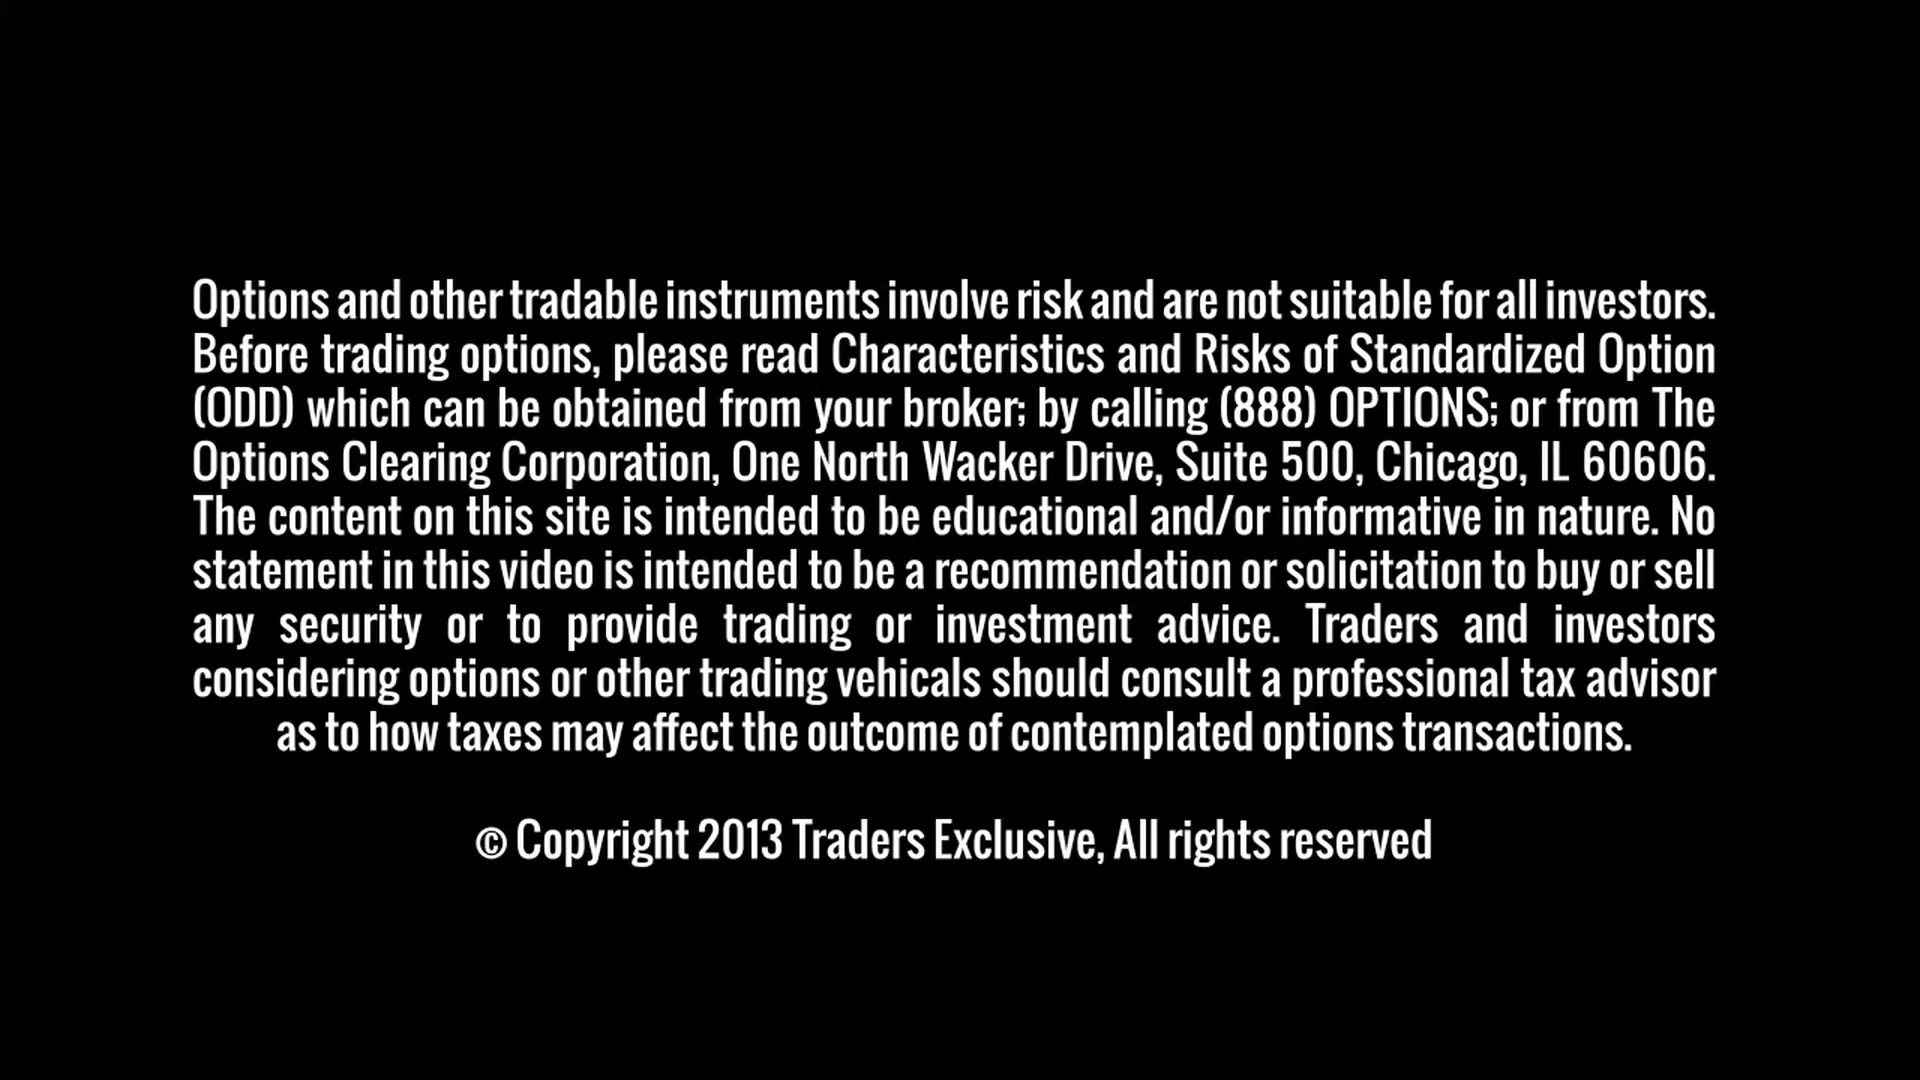 Options and other tradable instruments involve risk and are not suitable for all investors.
Before trading options, please read Characteristics and Risks of Standardized Option
(ODD) which can be obtained from your broker; by calling (888) OPTIONS; or from The
Options Clearing Corporation, One North Wacker Drive, Suite 500, Chicago, IL 60606.
The content on this site is intended to be educational and/or informative in nature. No
statement in this video is intended to be a recommendation or solicitation to buy or sell
any security or to provide trading or investment advice. Traders and investors
considering options or other trading vehicals should consult a professional tax advisor
as to how taxes may affect the outcome of contemplated options transactions.
© Copyright 2013 Traders Exclusive, All rights reserved